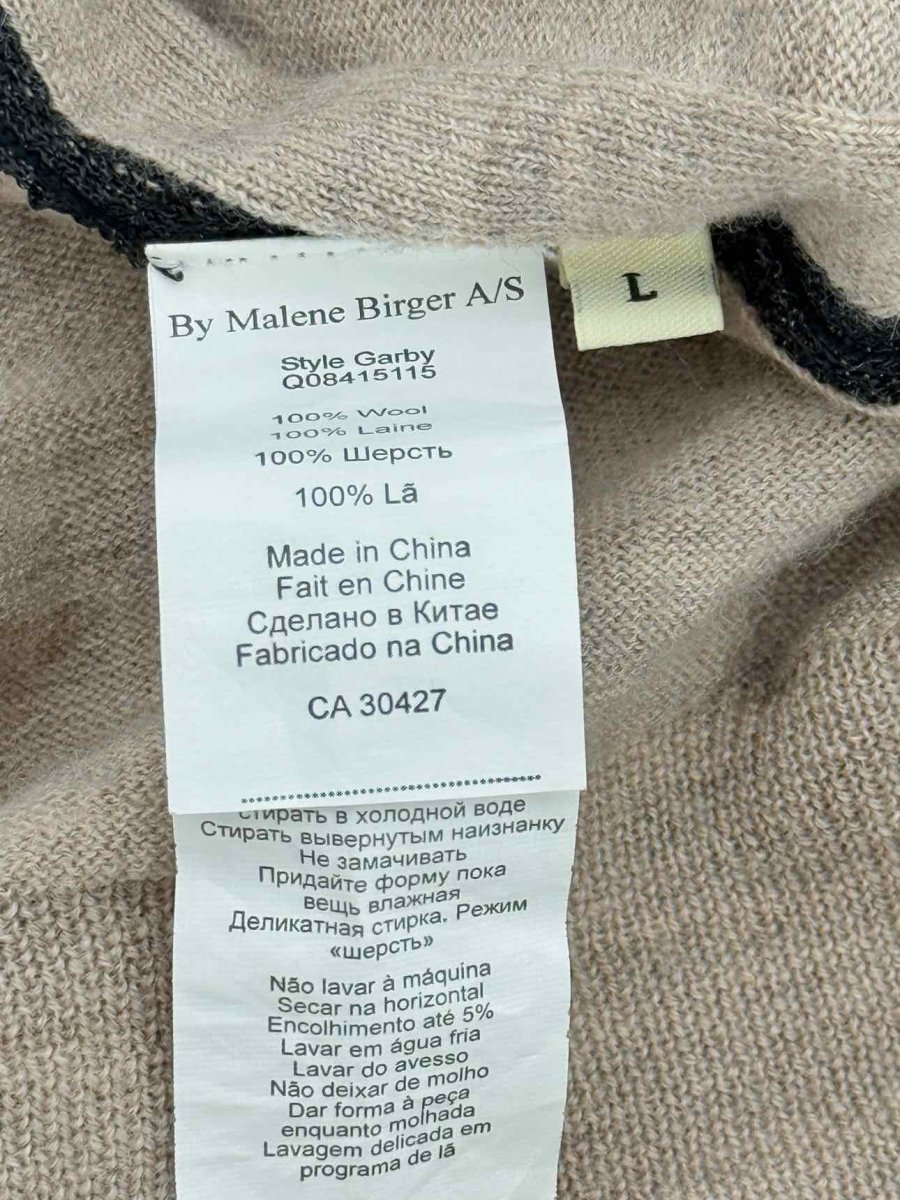 By Malene Birger A/S
L
Style Garby
Q08415115
100% Wool
100% Laine
100% Шерсть
100% Lã
Made in China
Fait en Chine
Сделано в Китае
Fabricado na China
CA 30427
Стирать в холодной воде
Стирать вывернутым наизнанку
Не замачивать
Придайте форму пока
вещь влажная
Деликатная стирка. Режим
«шерсть»
Não lavar à máquina
Secar na horizontal
Encolhimento até 5%
Lavar em água fria
Lavar do avesso
Não deixar de molho
Dar forma à peça
enquanto molhada
Lavagem delicada em
programa de lã